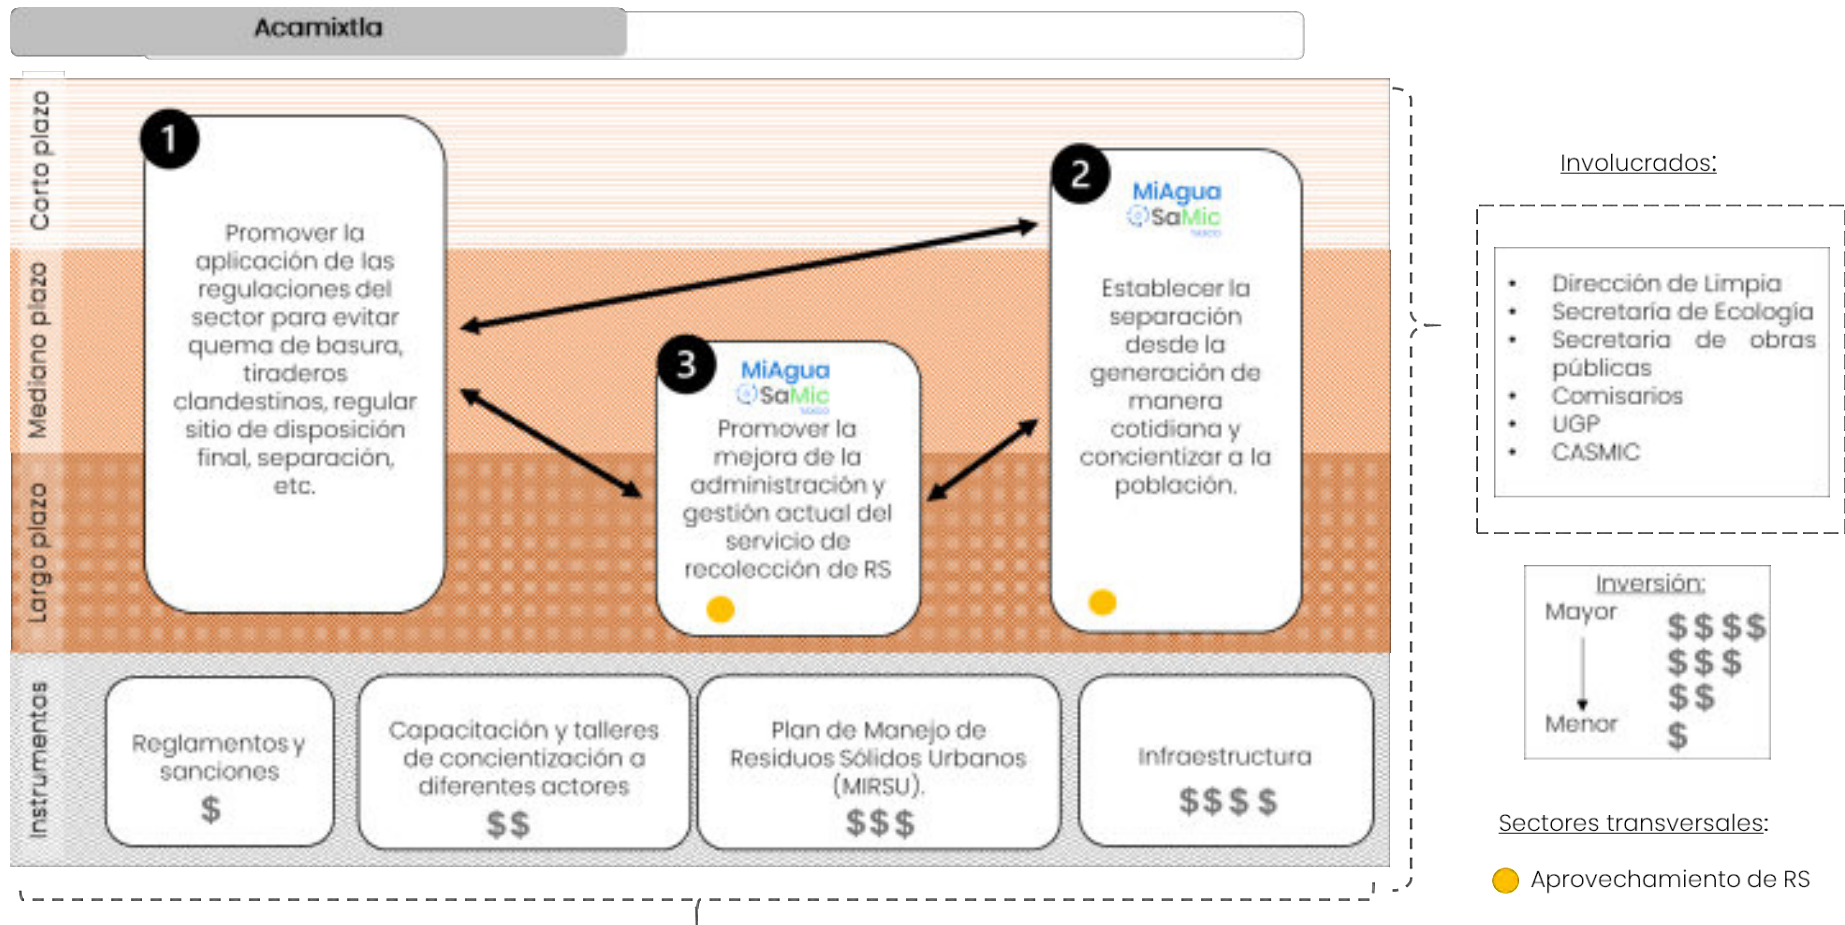 Acamixtla
Corto plazo
Mediano plazo
Largo plazo
Instrumentos
1
Promover la
aplicación de las
regulaciones del
sector para evitar
quema de basura,
tiraderos
clandestinos, regular
sitio de disposición
final, separación,
etc.
2
MiAgua
SaMic
TAXCO
Establecer la
separación
desde la
generación de
manera
cotidiana y
concientizar a la
población.
3
MiAgua
SaMic
TAXCO
Promover la
mejora de la
administración y
gestión actual del
servicio de
recolección de RS
Reglamentos y
sanciones
$
Capacitación y talleres
de concientización a
diferentes actores
$$
Plan de Manejo de
Residuos Sólidos Urbanos
(MIRSU).
$$$
Infraestructura
$$$$
Involucrados:
• Dirección de Limpia
• Secretaría de Ecología
• Secretaria de obras
públicas
• Comisarios
• UGP
• CASMIC
Inversión:
Mayor
$$$$
$$$
$$
Menor
$
Sectores transversales:
Aprovechamiento de RS